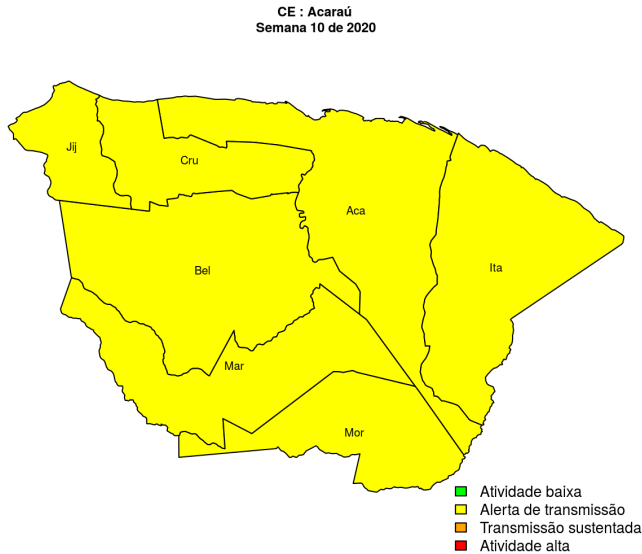 CE : Acaraú
Semana 10 de 2020
Jij
Cru
Aca
Bel
Ita
Mar
Mor
Atividade baixa
Alerta de transmissão
Transmissão sustentada
Atividade alta